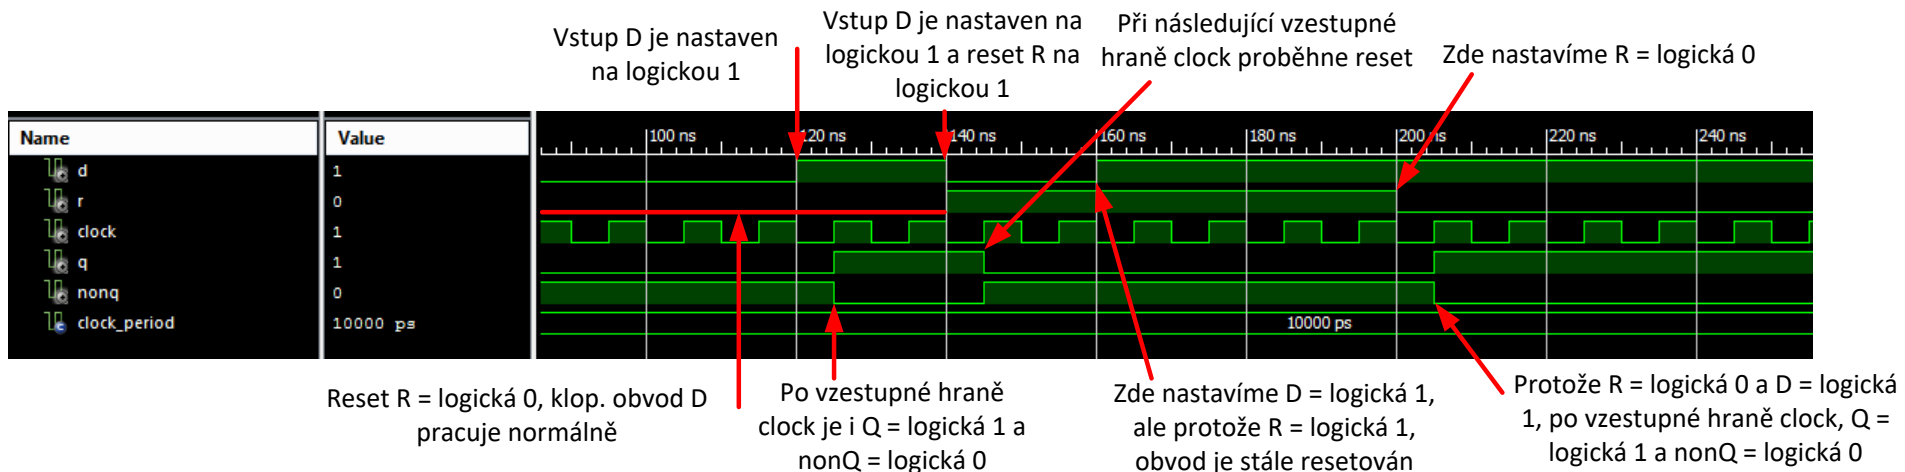 Vstup D je nastaven
na logickou 1
Vstup D je nastaven na
logickou 1 a reset R na
logickou 1
Při následující vzestupné
hraně clock proběhne reset
Zde nastavíme R = logická 0
Name Value
100 ns 120 ns 140 ns 160 ns 180 ns 200 ns 220 ns 240 ns
d 1
r 0
clock 1
q 1
nonq 0
clock_period 10000 ps 10000 ps
Reset R = logická 0, klop. obvod D
pracuje normálně
Po vzestupné hraně
clock je i Q = logická 1 a
nonQ = logická 0
Zde nastavíme D = logická 1,
ale protože R = logická 1,
obvod je stále resetován
Protože R = logická 0 a D = logická
1, po vzestupné hraně clock, Q =
logická 1 a nonQ = logická 0